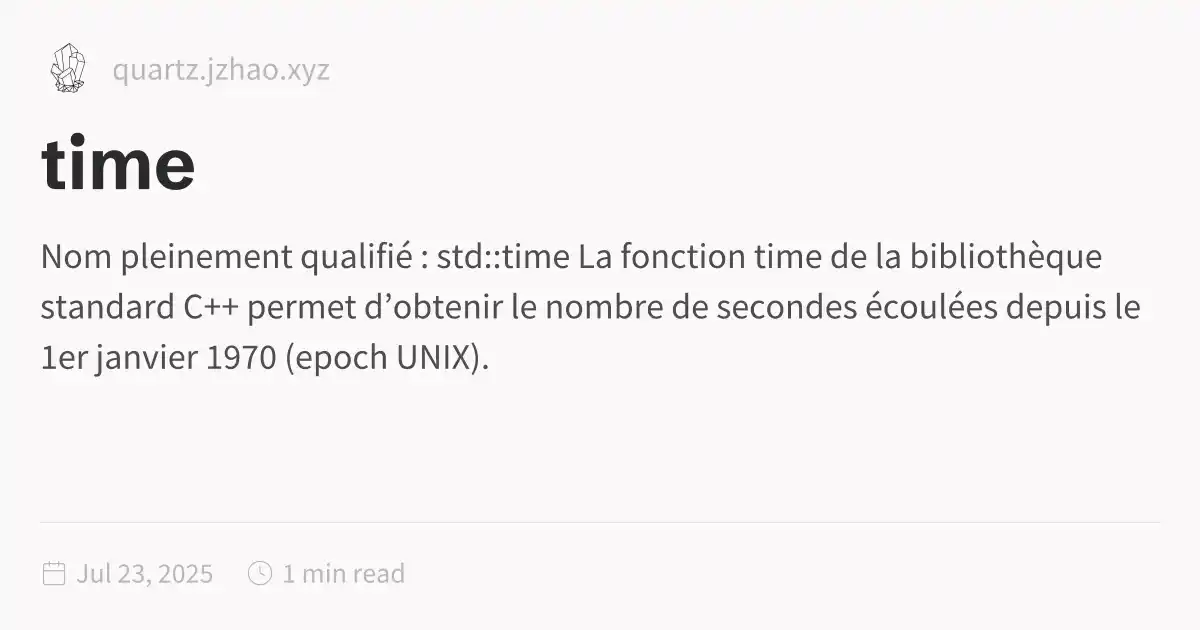 quartz.jzhao.xyz
time
Nom pleinement qualifié : std::time La fonction time de la bibliothèque
standard C++ permet d’obtenir le nombre de secondes écoulées depuis le
1er janvier 1970 (epoch UNIX).
Jul 23, 2025 1 min read